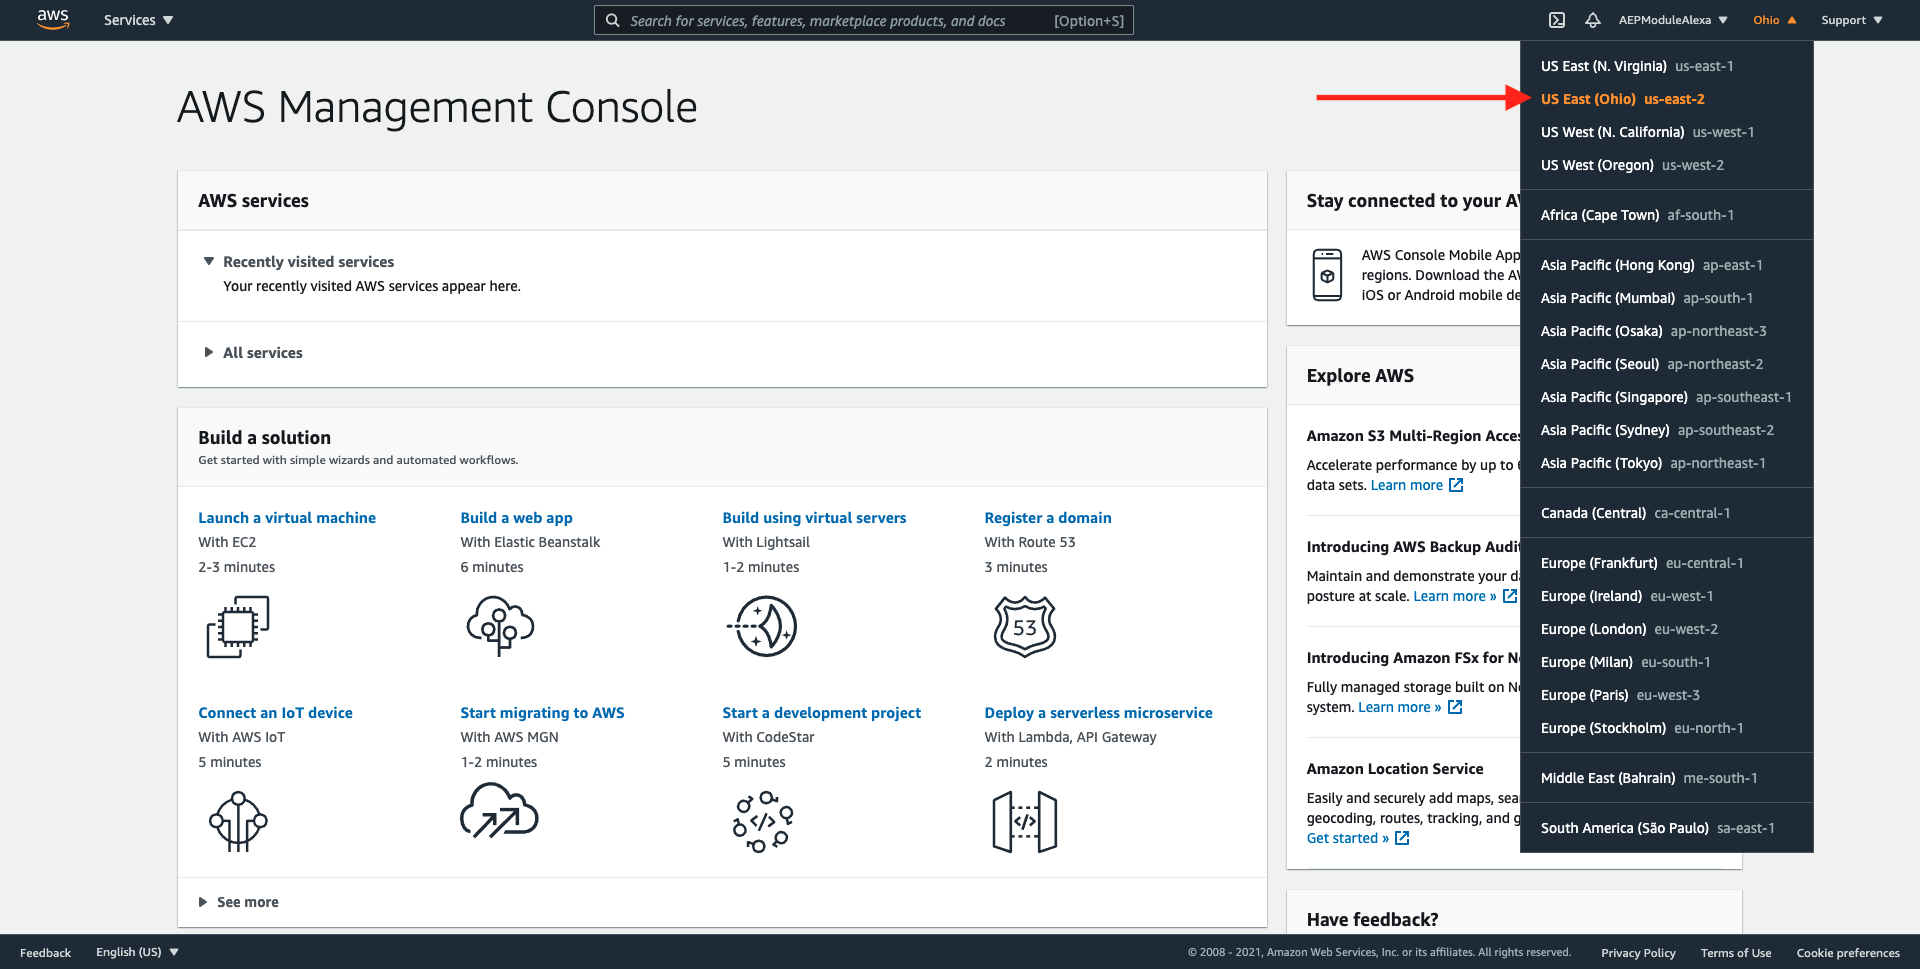 aws
Services
Search for services, features, marketplace products, and docs [Option+S]
AEPModuleAlexa
Ohio
Support
AWS Management Console
AWS services
Recently visited services
Your recently visited AWS services appear here.
All services
Build a solution
Get started with simple wizards and automated workflows.
Launch a virtual machine
With EC2
2-3 minutes
Build a web app
With Elastic Beanstalk
6 minutes
Build using virtual servers
With Lightsail
1-2 minutes
Register a domain
With Route 53
3 minutes
53
Connect an IoT device
With AWS IoT
5 minutes
Start migrating to AWS
With AWS MGN
1-2 minutes
Start a development project
With CodeStar
5 minutes
</>
Deploy a serverless microservice
With Lambda, API Gateway
2 minutes
</>
See more
Stay connected to your
AWS Console Mobile App
regions. Download the
iOS or Android mobile
Explore AWS
Amazon S3 Multi-Region
Accelerate performance by up to
data sets. Learn more
Introducing AWS Backup Audit
Maintain and demonstrate your
posture at scale. Learn more »
Introducing Amazon FSx for
Fully managed storage built on
system. Learn more »
Amazon Location Service
Easily and securely add maps,
geocoding, routes, tracking, and
Get started »
Have feedback?
US East (N. Virginia) us-east-1
US East (Ohio) us-east-2
US West (N. California) us-west-1
US West (Oregon) us-west-2
Africa (Cape Town) af-south-1
Asia Pacific (Hong Kong) ap-east-1
Asia Pacific (Mumbai) ap-south-1
Asia Pacific (Osaka) ap-northeast-3
Asia Pacific (Seoul) ap-northeast-2
Asia Pacific (Singapore) ap-southeast-1
Asia Pacific (Sydney) ap-southeast-2
Asia Pacific (Tokyo) ap-northeast-1
Canada (Central) ca-central-1
Europe (Frankfurt) eu-central-1
Europe (Ireland) eu-west-1
Europe (London) eu-west-2
Europe (Milan) eu-south-1
Europe (Paris) eu-west-3
Europe (Stockholm) eu-north-1
Middle East (Bahrain) me-south-1
South America (São Paulo) sa-east-1
Feedback
English (US)
© 2008 - 2021, Amazon Web Services, Inc. or its affiliates. All rights reserved.
Privacy Policy
Terms of Use
Cookie preferences